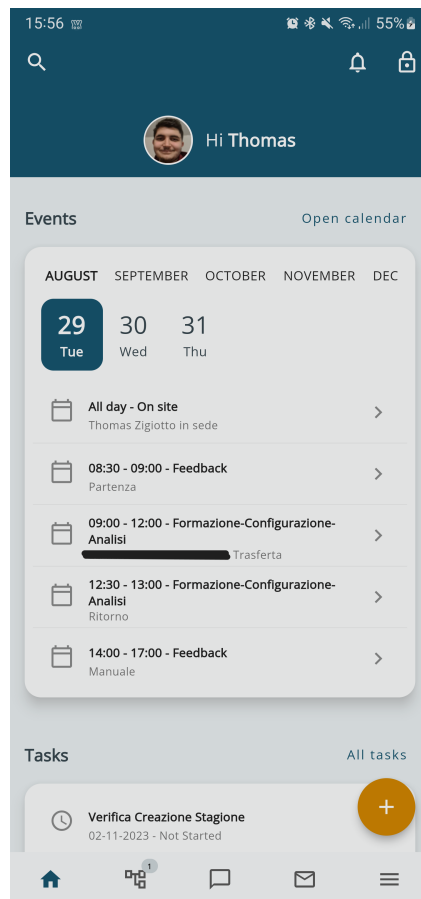 15:56
55%
Hi Thomas
Events Open calendar
AUGUST SEPTEMBER OCTOBER NOVEMBER DEC
29 30 31
Tue Wed Thu
All day - On site
Thomas Zigiotto in sede
08:30 - 09:00 - Feedback
Partenza
09:00 - 12:00 - Formazione-Configurazione-
Analisi
Trasferta
12:30 - 13:00 - Formazione-Configurazione-
Analisi
Ritorno
14:00 - 17:00 - Feedback
Manuale
Tasks All tasks
Verifica Creazione Stagione
02-11-2023 - Not Started
1